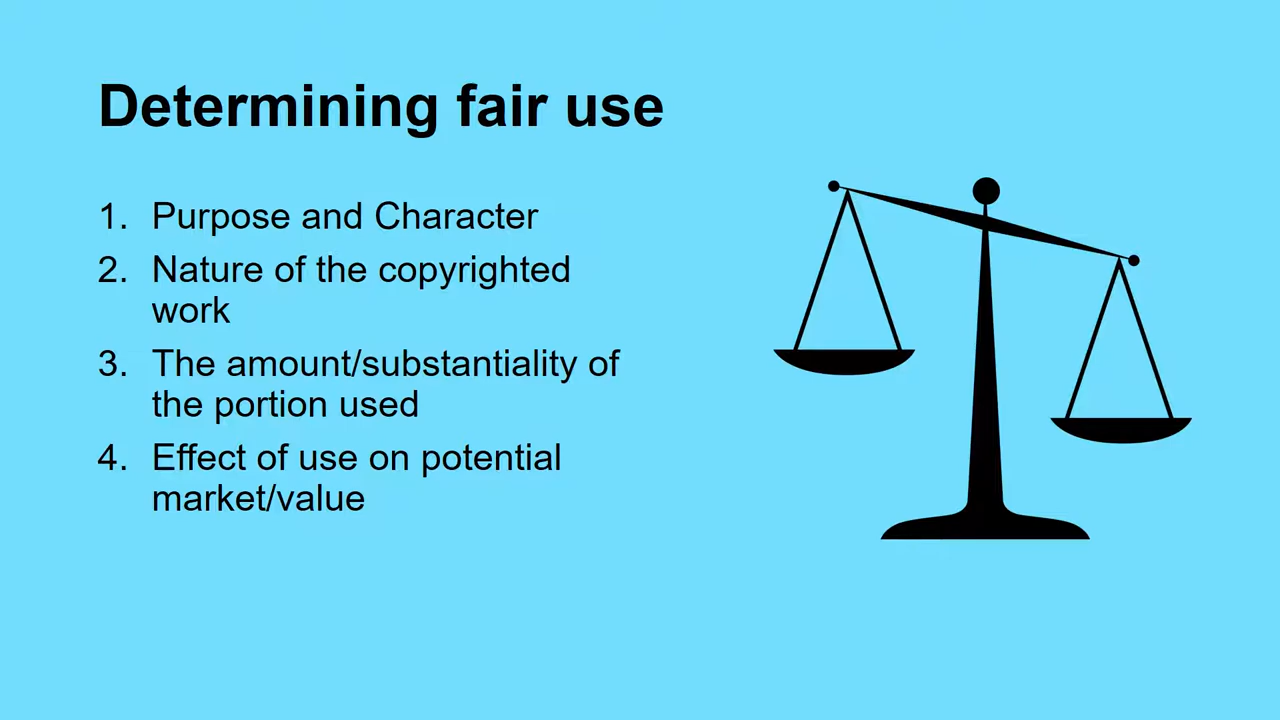 Determining fair use
1. Purpose and Character
2. Nature of the copyrighted
work
3. The amount/substantiality of
the portion used
4. Effect of use on potential
market/value